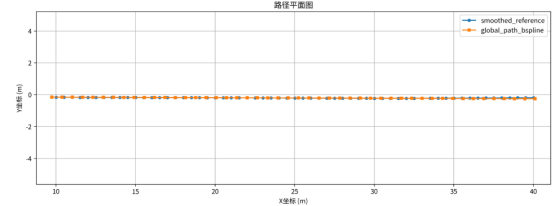 路径平面图
smoothed_reference
global_path_bspline
4
2
0
-2
-4
Y坐标 (m)
10 15 20 25 30 35 40
X坐标 (m)